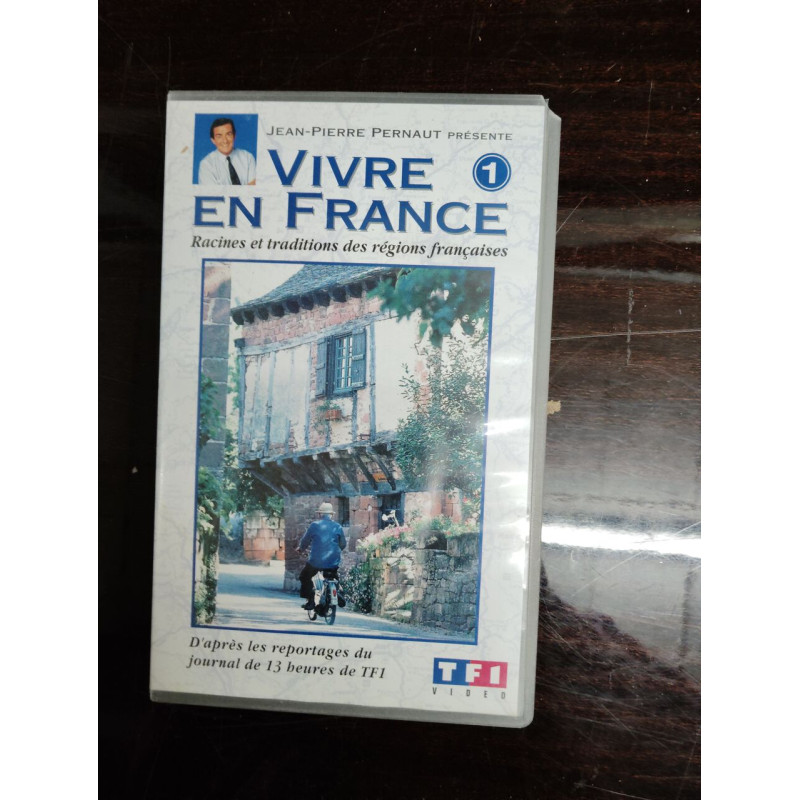 JEAN-PIERRE PERNAUT PRÉSENTE
VIVRE 1
EN FRANCE
Racines et traditions des régions françaises
D'après les reportages du
journal de 13 heures de TF1
TF1
VIDEO